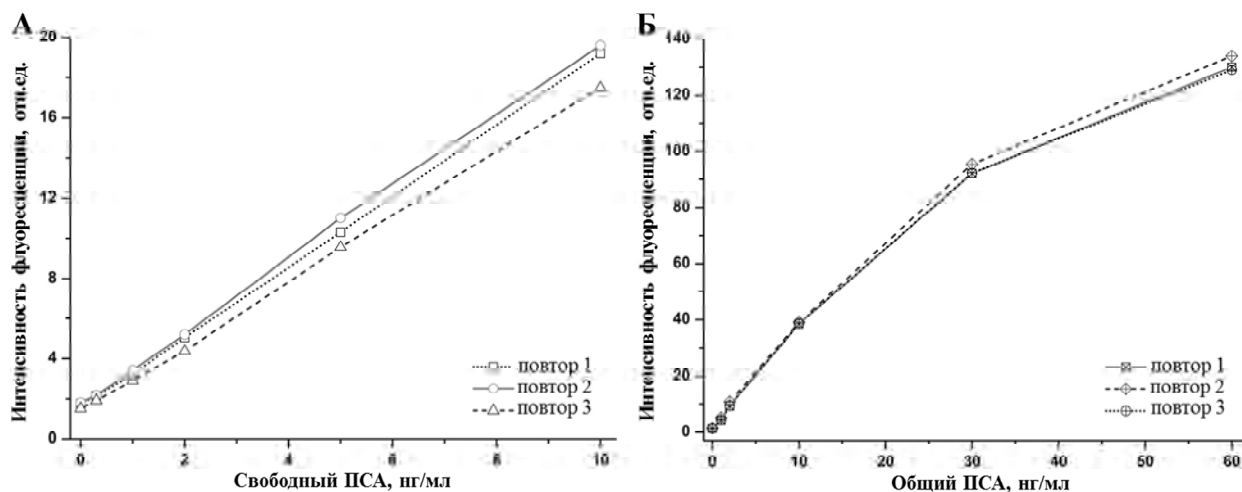 А
Интенсивность флуоресценции, отн.ед.
20
16
12
8
4
0
0
2
4
6
8
10
Свободный ПСА, нг/мл
повтор 1
повтор 2
повтор 3
Б
Интенсивность флуоресценции, отн.ед.
140
120
100
80
60
40
20
10
0
0
10
20
30
40
50
60
Общий ПСА, нг/мл
повтор 1
повтор 2
повтор 3